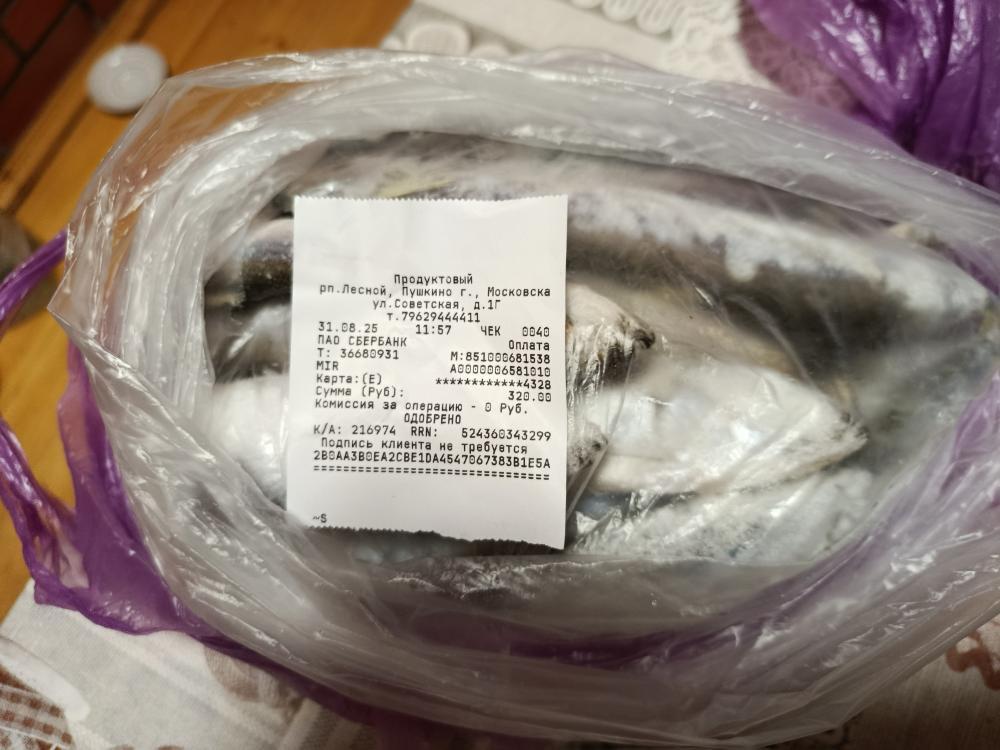 Продуктовый
рп.Лесной, Пушкино г., Московска
ул.Советская, д.1Г
т.79629444411
31.08.25 11:57 ЧЕК 0040
ПАО СБЕРБАНК Оплата
Т: 36680931 М:851000681538
MIR A0000006581010
Карта:(E) ************4328
Сумма (Руб): 320.00
Комиссия за операцию - 0 Руб.
ОДОБРЕНО
К/А: 216974 RRN: 524360343299
Подпись клиента не требуется
2B0AA3B0EA2CBE1DA4547067383B1E5A
================================
~S